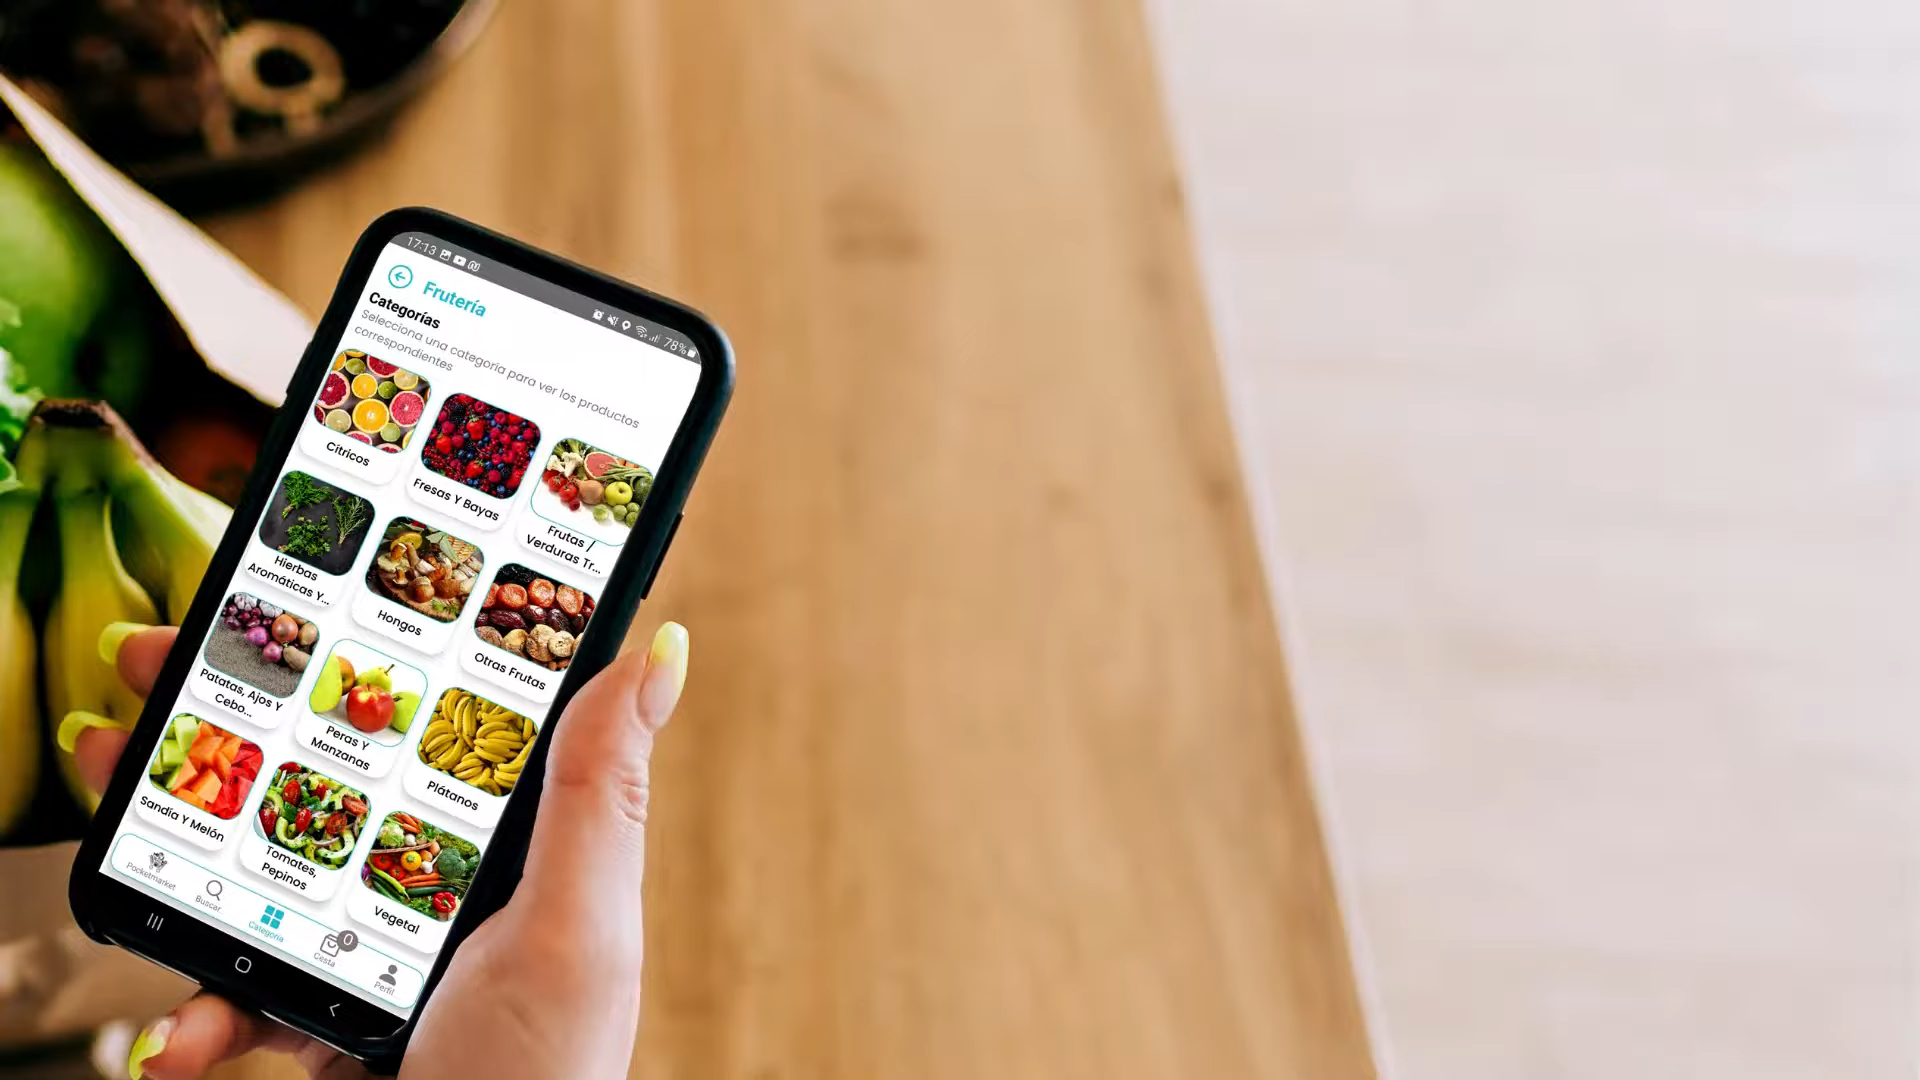 17:13
78%
Frutería
Categorías
Selecciona una categoría para ver los productos
correspondientes
Cítricos
Fresas Y Bayas
Frutas /
Verduras Tr...
Hierbas
Aromáticas Y...
Hongos
Otras Frutas
Patatas, Ajos Y
Cebo...
Peras Y
Manzanas
Plátanos
Sandía Y Melón
Tomates,
Pepinos
Vegetal
Pocketmarket
Buscar
Categoría
0
Cesta
Perfil